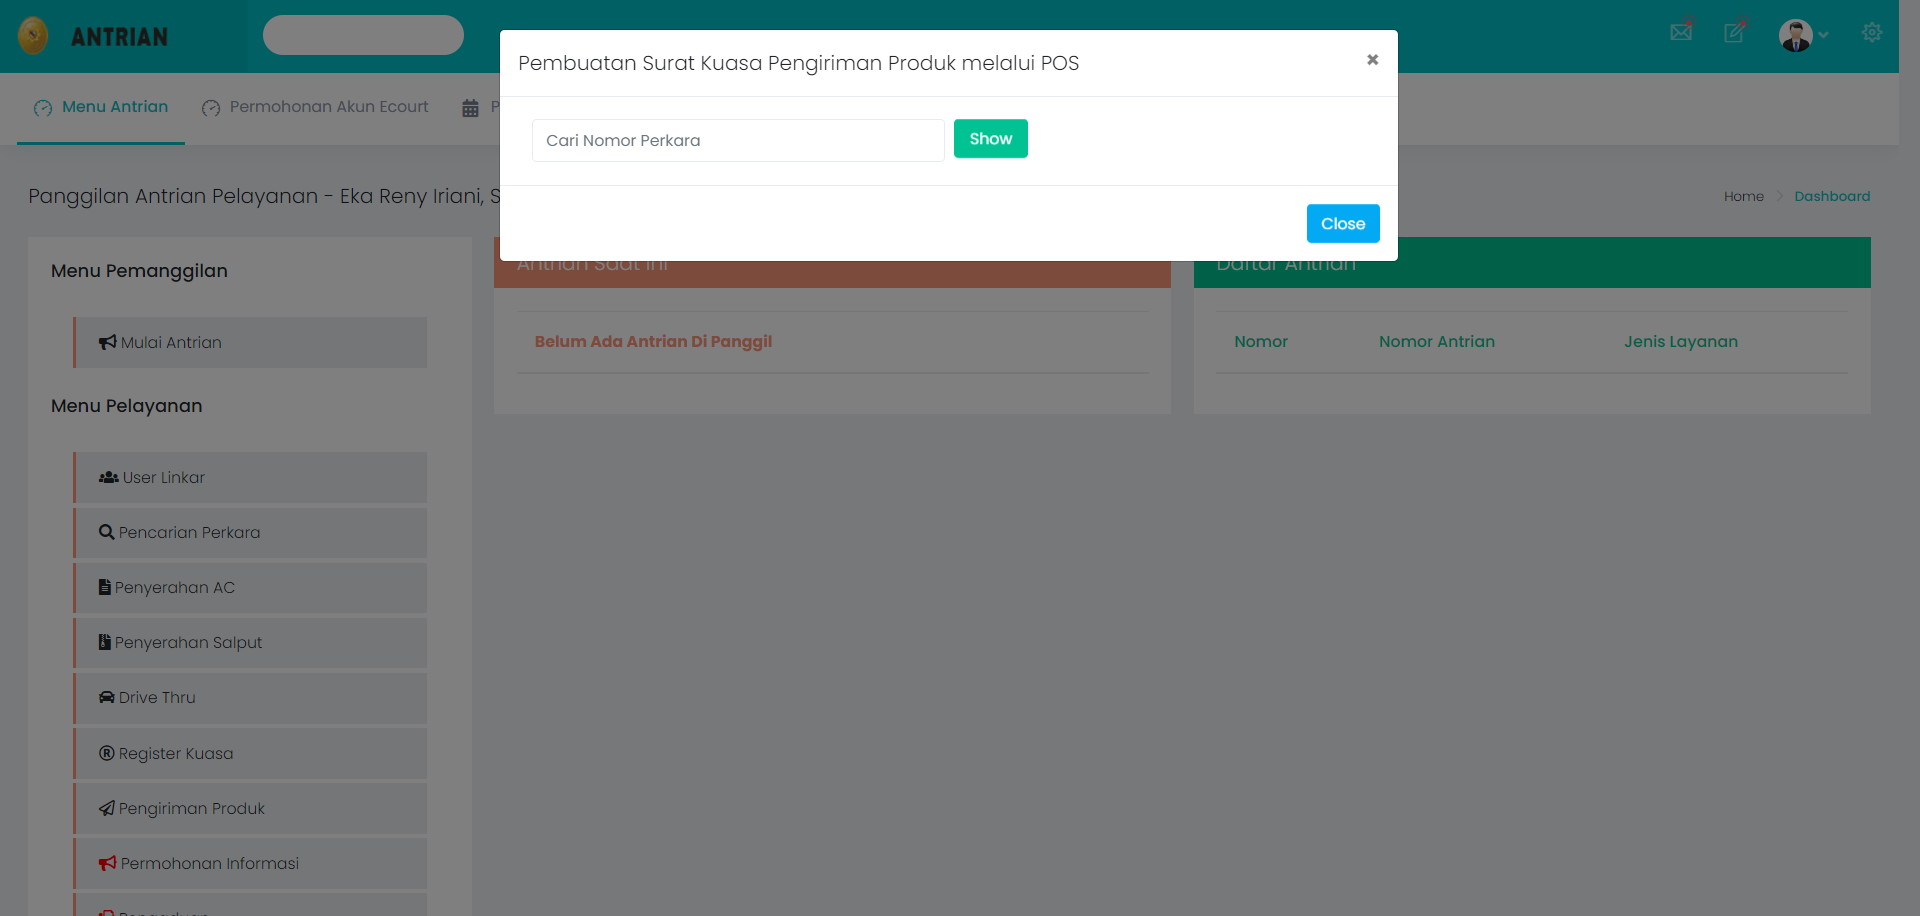 ANTRIAN
Pembuatan Surat Kuasa Pengiriman Produk melalui POS
×
Menu Antrian
Permohonan Akun Ecourt
P
Cari Nomor Perkara
Show
Close
Panggilan Antrian Pelayanan - Eka Reny Iriani, S
Home
Dashboard
Menu Pemanggilan
Mulai Antrian
Menu Pelayanan
User Linkar
Pencarian Perkara
Penyerahan AC
Penyerahan Salput
Drive Thru
Register Kuasa
Pengiriman Produk
Permohonan Informasi
Pengaduan
Antrian Saat Ini
Belum Ada Antrian Di Panggil
Daftar Antrian
Nomor
Nomor Antrian
Jenis Layanan